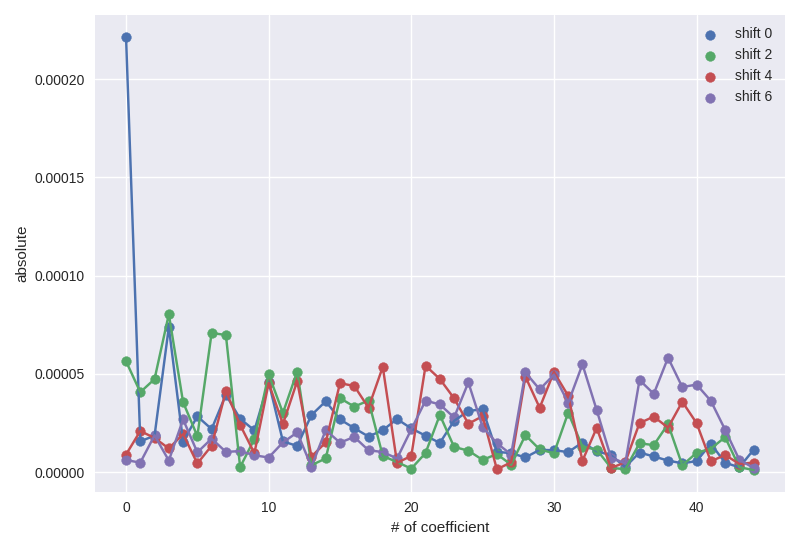 shift 0
shift 2
shift 4
shift 6
absolute
0.00020
0.00015
0.00010
0.00005
0.00000
0 10 20 30 40
# of coefficient